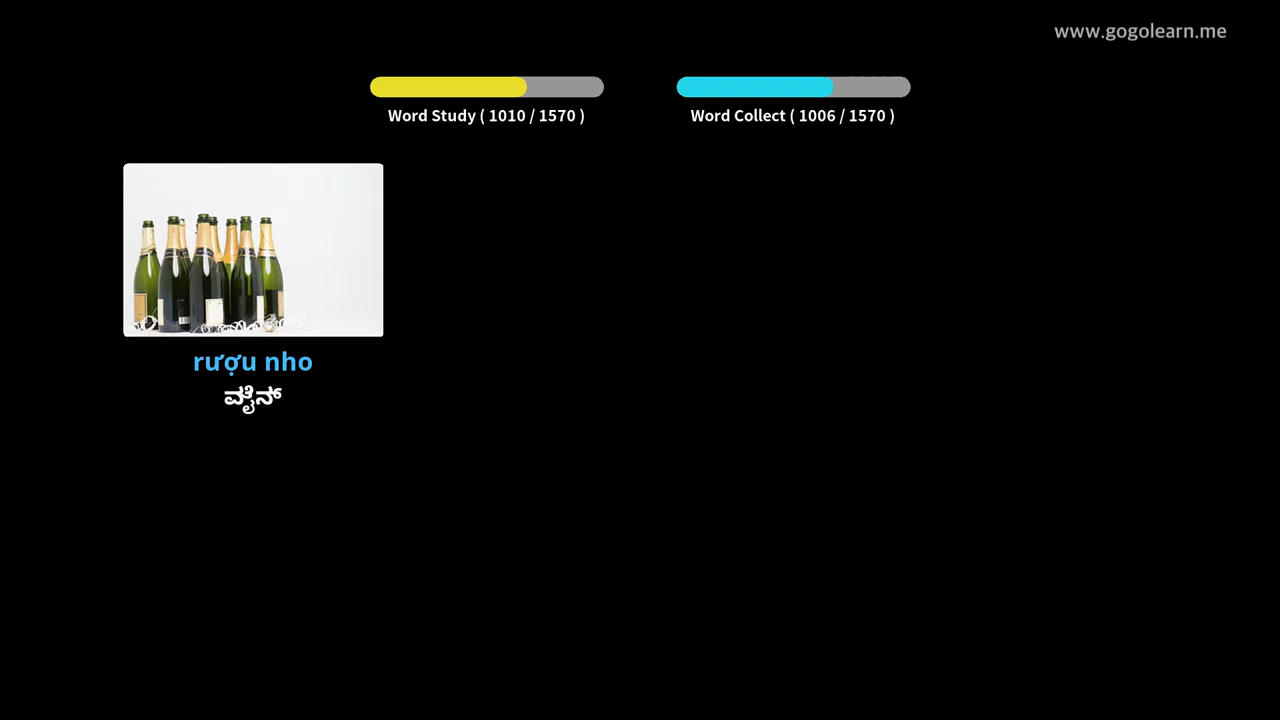 www.gogolearn.me
Word Study ( 1010 / 1570 )
Word Collect ( 1006 / 1570 )
rượu nho
ವೈನ್